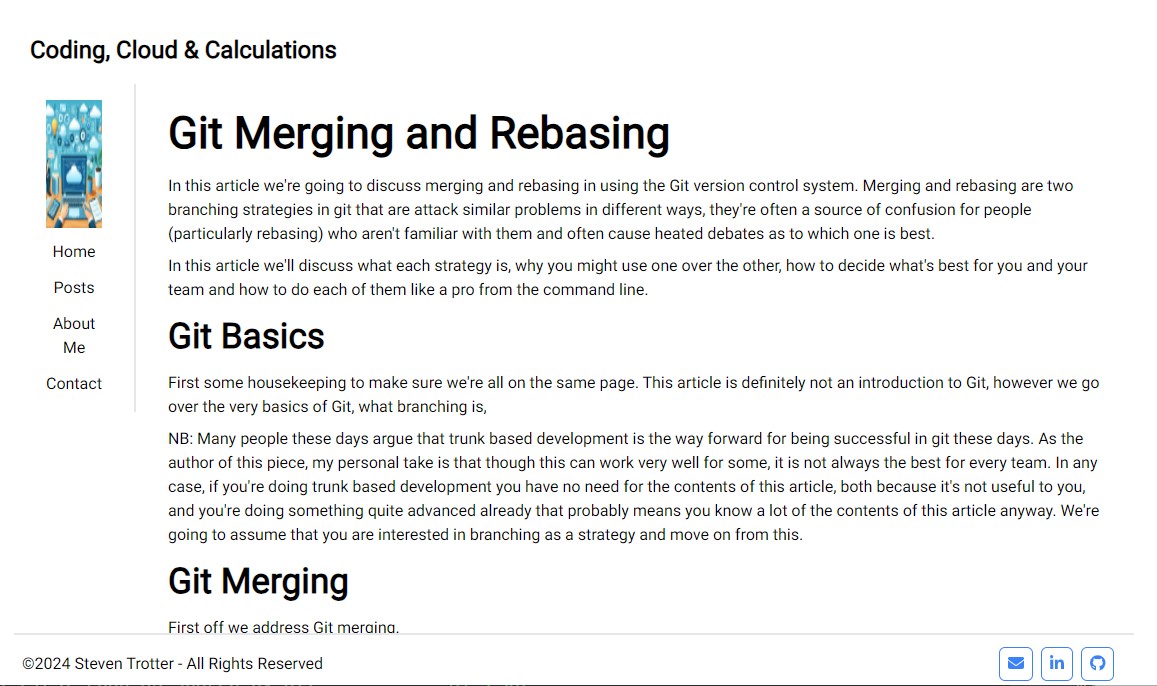 Coding, Cloud & Calculations
Home
Posts
About
Me
Contact
Git Merging and Rebasing
In this article we're going to discuss merging and rebasing in using the Git version control system. Merging and rebasing are two
branching strategies in git that are attack similar problems in different ways, they're often a source of confusion for people
(particularly rebasing) who aren't familiar with them and often cause heated debates as to which one is best.
In this article we'll discuss what each strategy is, why you might use one over the other, how to decide what's best for you and your
team and how to do each of them like a pro from the command line.
Git Basics
First some housekeeping to make sure we're all on the same page. This article is definitely not an introduction to Git, however we go
over the very basics of Git, what branching is,
NB: Many people these days argue that trunk based development is the way forward for being successful in git these days. As the
author of this piece, my personal take is that though this can work very well for some, it is not always the best for every team. In any
case, if you're doing trunk based development you have no need for the contents of this article, both because it's not useful to you,
and you're doing something quite advanced already that probably means you know a lot of the contents of this article anyway. We're
going to assume that you are interested in branching as a strategy and move on from this.
Git Merging
First off we address Git merging.
©2024 Steven Trotter - All Rights Reserved
in